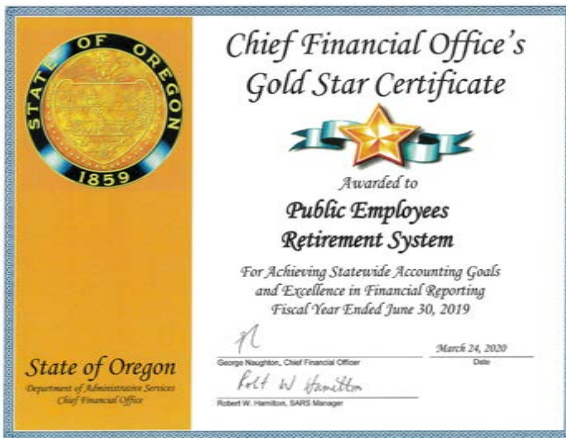 STATE OF OREGON
1859
State of Oregon
Department of Administrative Services
Chief Financial Office
Chief Financial Office's
Gold Star Certificate
Awarded to
Public Employees
Retirement System
For Achieving Statewide Accounting Goals
and Excellence in Financial Reporting
Fiscal Year Ended June 30, 2019
George Naughton, Chief Financial Officer
March 24, 2020
Date
Robt W Hamilton
Robert W. Hamilton, SARS Manager